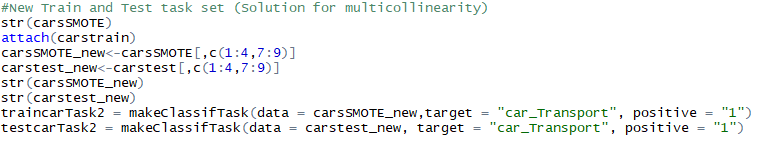 #New Train and Test task set (Solution for multicollinearity)
str(carsSMOTE)
attach(carstrain)
carsSMOTE_new<-carsSMOTE[,c(1:4,7:9)]
carstest_new<-carstest[,c(1:4,7:9)]
str(carsSMOTE_new)
str(carstest_new)
traincarTask2 = makeClassifTask(data = carsSMOTE_new,target = "car_Transport", positive = "1")
testcarTask2 = makeClassifTask(data = carstest_new, target = "car_Transport", positive = "1")